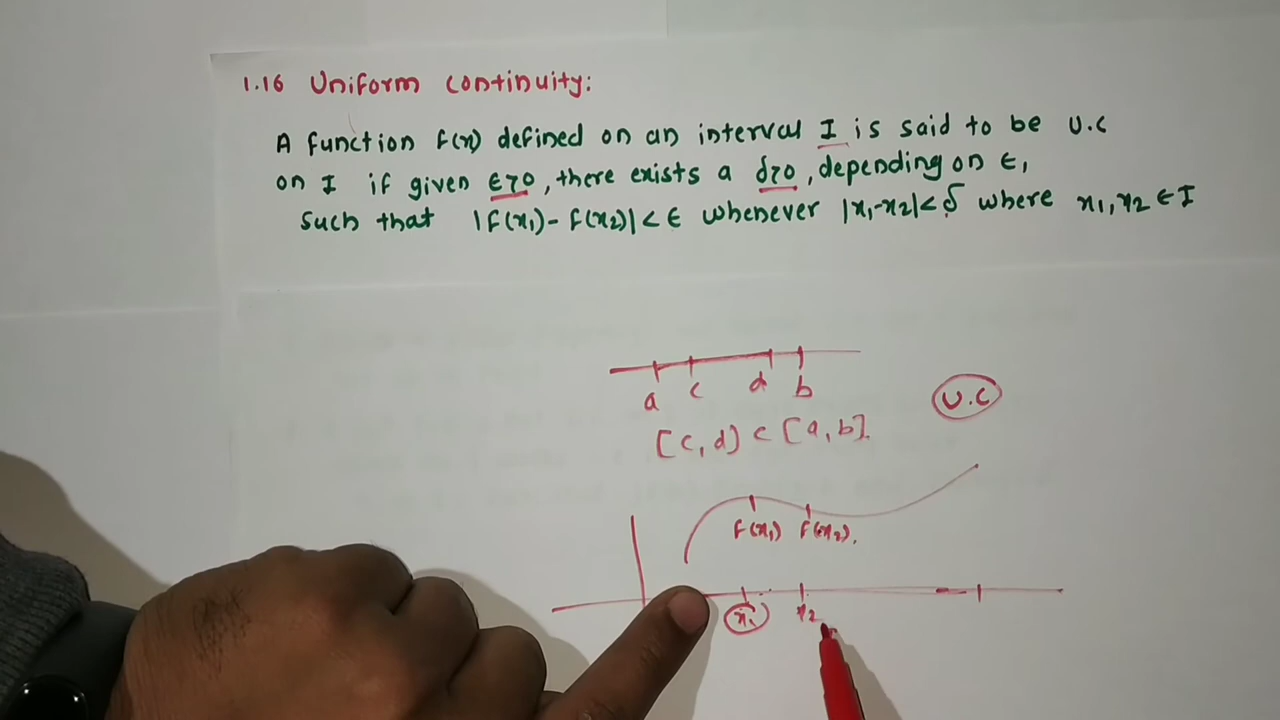 1.16 Uniform continuity:
A function f(x) defined on an interval I is said to be U.C
on I if given ϵ>0, there exists a δ>0, depending on ϵ,
such that |f(x₁)-f(x₂)|<ϵ whenever |x₁-x₂|<δ where x₁,x₂∈I
a c d b
U.C
[c,d]⊂[a,b].
f(x₁) f(x₂).
x₁ x₂